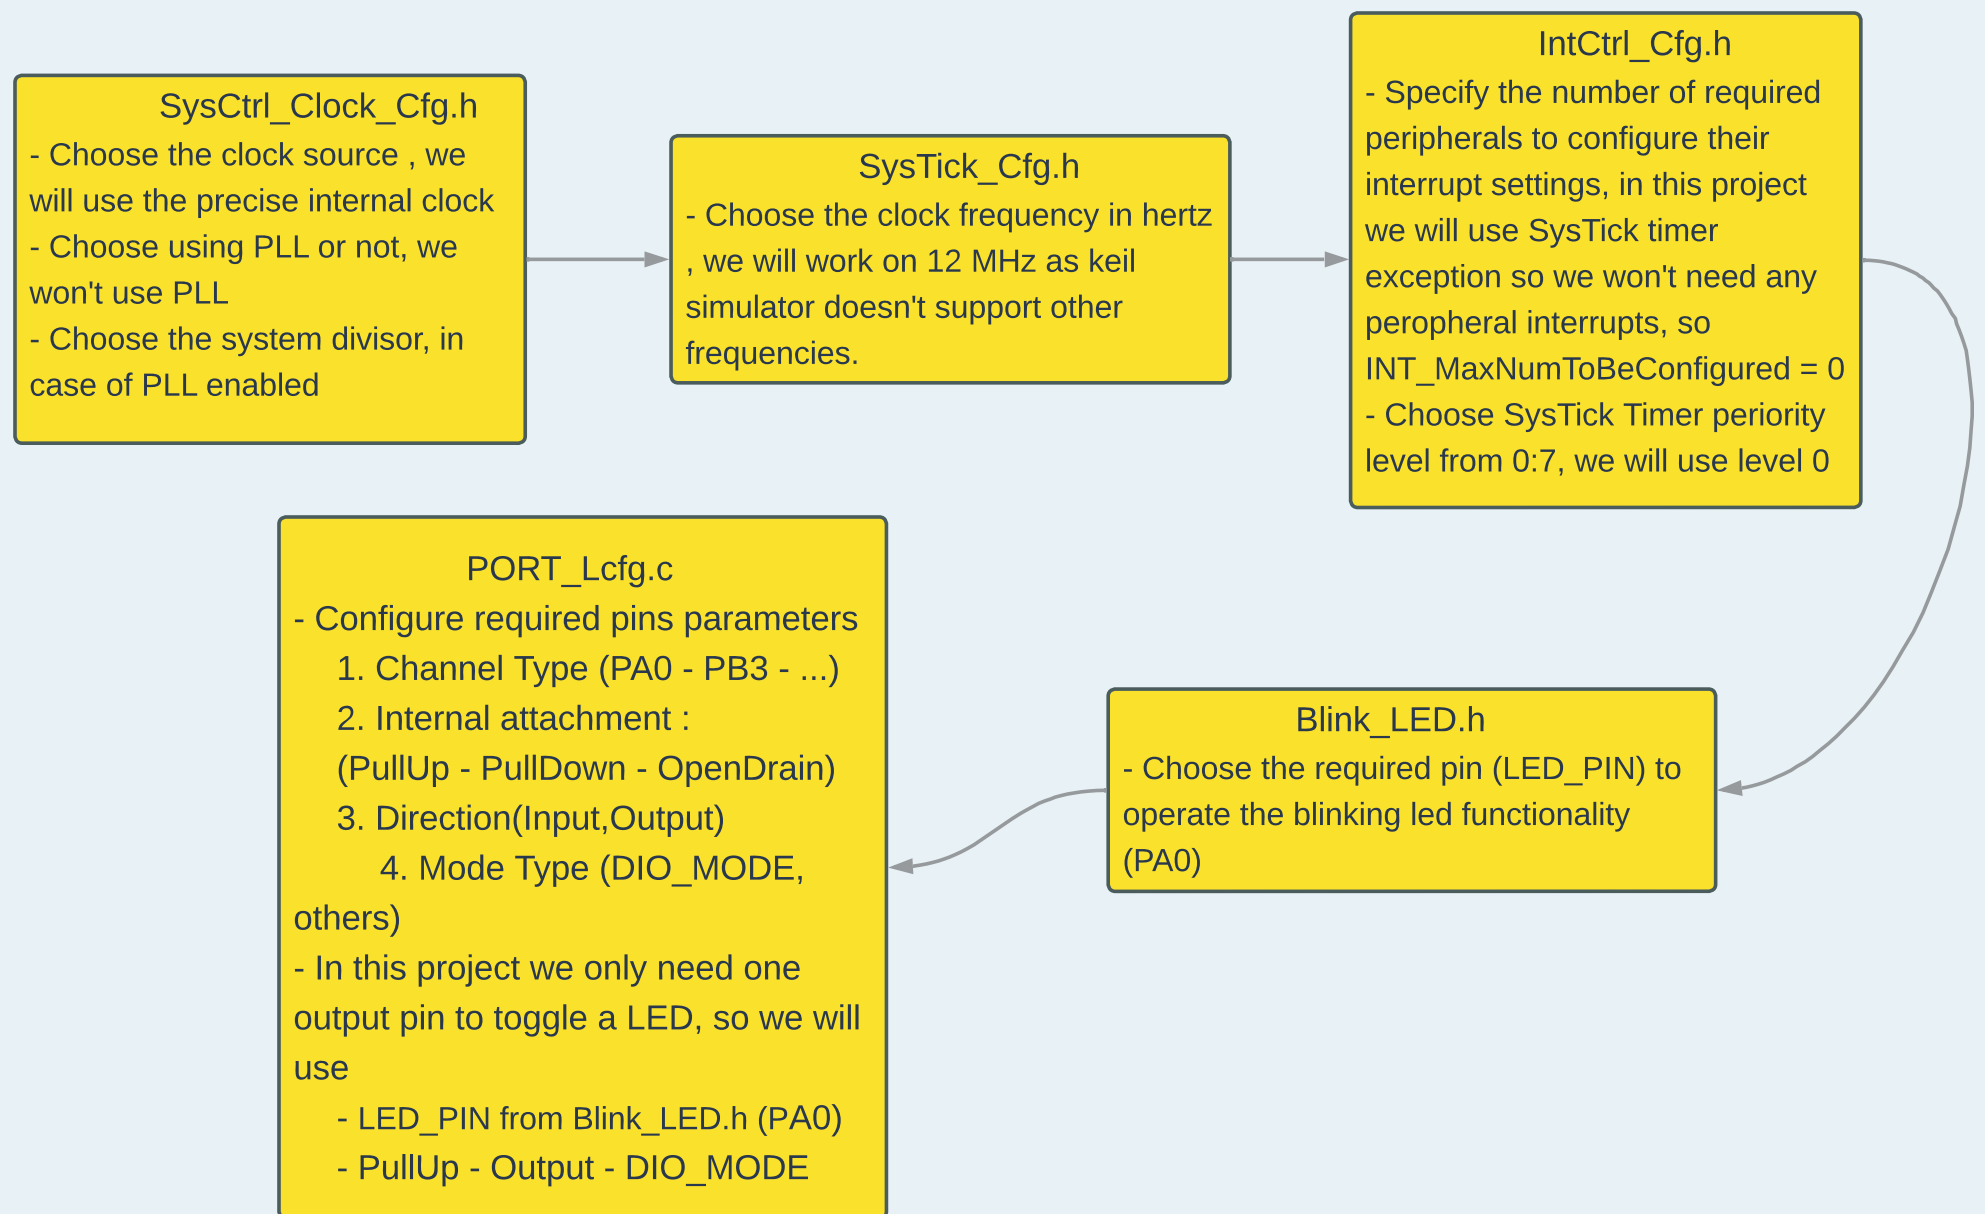 SysCtrl_Clock_Cfg.h
- Choose the clock source , we
will use the precise internal clock
- Choose using PLL or not, we
won't use PLL
- Choose the system divisor, in
case of PLL enabled
SysTick_Cfg.h
- Choose the clock frequency in hertz
, we will work on 12 MHz as keil
simulator doesn't support other
frequencies.
IntCtrl_Cfg.h
- Specify the number of required
peripherals to configure their
interrupt settings, in this project
we will use SysTick timer
exception so we won't need any
peropheral interrupts, so
INT_MaxNumToBeConfigured = 0
- Choose SysTick Timer periority
level from 0:7, we will use level 0
Blink_LED.h
- Choose the required pin (LED_PIN) to
operate the blinking led functionality
(PA0)
PORT_Lcfg.c
- Configure required pins parameters
1. Channel Type (PA0 - PB3 - ...)
2. Internal attachment :
(PullUp - PullDown - OpenDrain)
3. Direction(Input,Output)
4. Mode Type (DIO_MODE,
others)
- In this project we only need one
output pin to toggle a LED, so we will
use
- LED_PIN from Blink_LED.h (PA0)
- PullUp - Output - DIO_MODE